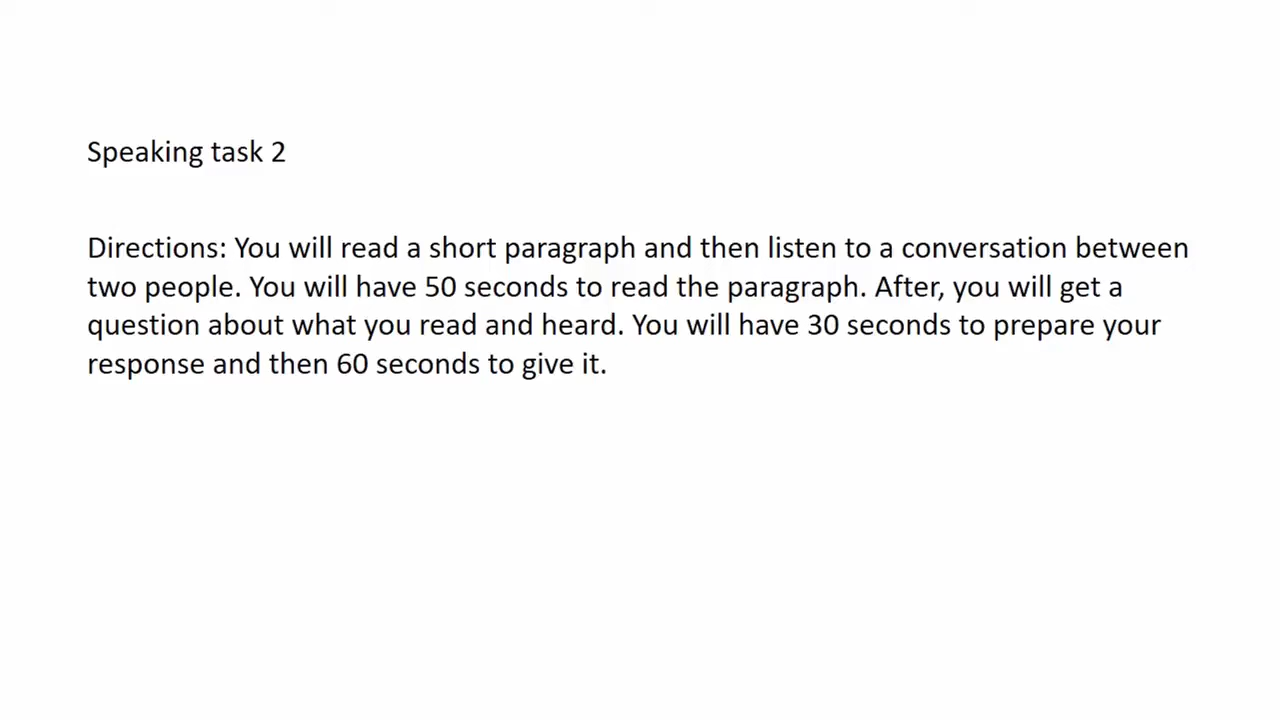 Speaking task 2
Directions: You will read a short paragraph and then listen to a conversation between
two people. You will have 50 seconds to read the paragraph. After, you will get a
question about what you read and heard. You will have 30 seconds to prepare your
response and then 60 seconds to give it.